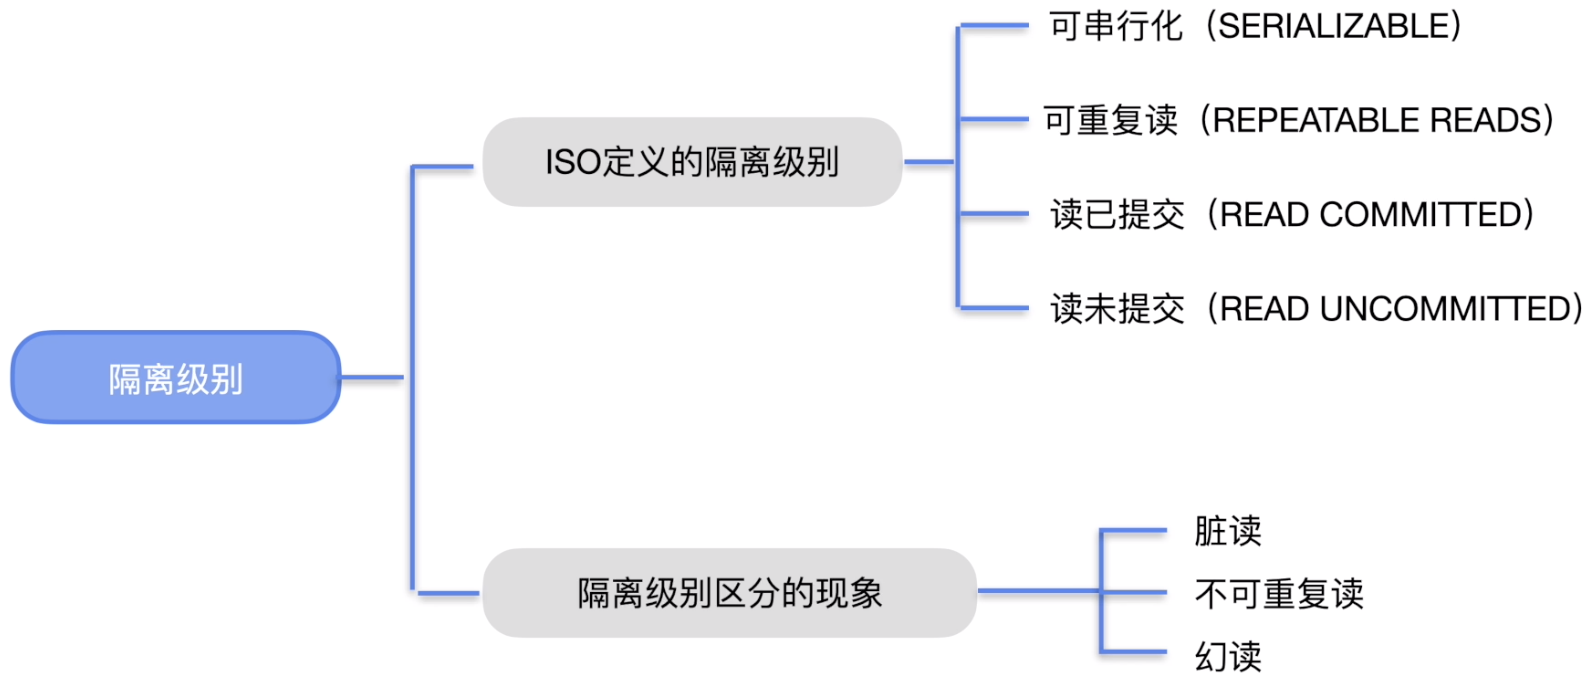 可串行化（SERIALIZABLE）
可重复读（REPEATABLE READS）
ISO定义的隔离级别
读已提交（READ COMMITTED）
读未提交（READ UNCOMMITTED）
隔离级别
脏读
隔离级别区分的现象
不可重复读
幻读